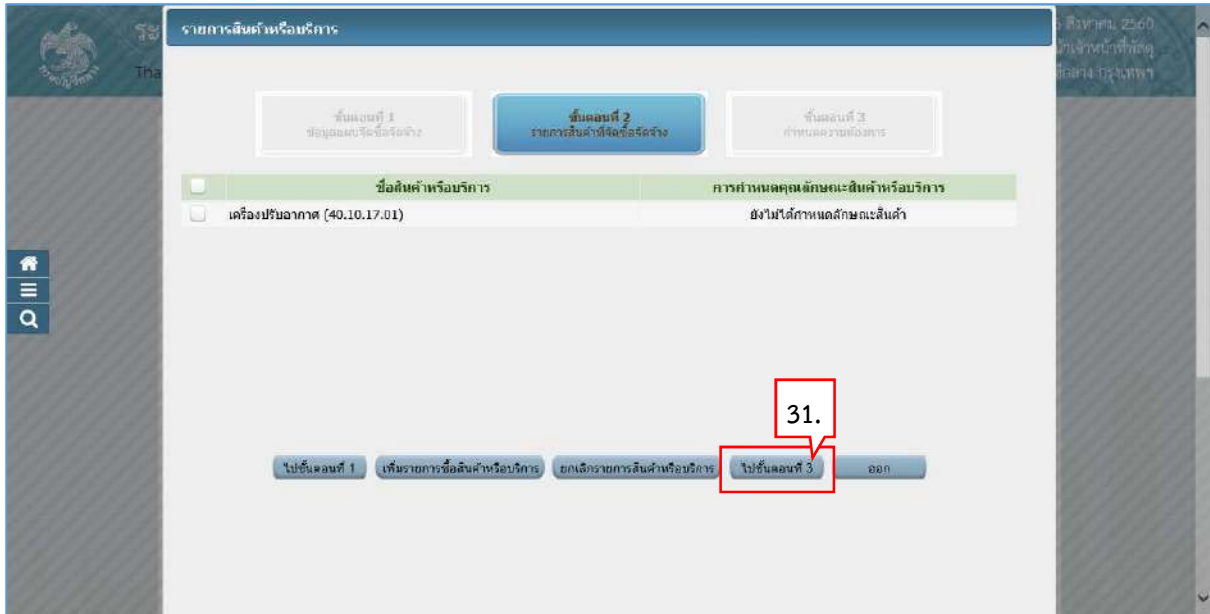 รายการสินค้าหรือบริการ
สิงหาคม 2560
Tha
ขั้นตอนที่ 1
ข้อมูลแผนจัดซื้อจัดจ้าง
ขั้นตอนที่ 2
รายการสินค้าที่จัดซื้อจัดจ้าง
ขั้นตอนที่ 3
กำหนดความต้องการ
ชื่อสินค้าหรือบริการ การกำหนดคุณลักษณะสินค้าหรือบริการ
เครื่องปรับอากาศ (40.10.17.01) ยังไม่ได้กำหนดลักษณะสินค้า
31.
ไปขั้นตอนที่ 1 เพิ่มรายการซื้อสินค้าหรือบริการ ยกเลิกรายการสินค้าหรือบริการ ไปขั้นตอนที่ 3 ออก